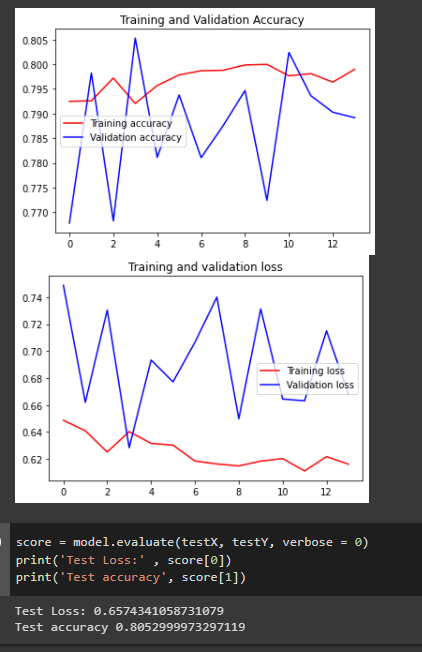 Training and Validation Accuracy
0.805
0.800
0.795
0.790
0.785
0.780
0.775
0.770
Training accuracy
Validation accuracy
0 2 4 6 8 10 12
Training and validation loss
0.74
0.72
0.70
0.68
0.66
0.64
0.62
Training loss
Validation loss
0 2 4 6 8 10 12
score = model.evaluate(testX, testY, verbose = 0)
print('Test Loss:' , score[0])
print('Test accuracy', score[1])
Test Loss: 0.6574341058731079
Test accuracy 0.8052999973297119